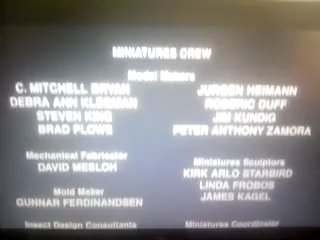 MINIATURES CREW
Model Makers
C. MITCHELL BRYAN
DEBRA ANN KLEGMAN
STEVEN KING
BRAD PLOWS
JURGEN HEIMANN
RODERIC DUFF
JIM KUNDIG
PETER ANTHONY ZAMORA
Mechanical Fabricator
DAVID MESLOH
Mold Maker
GUNNAR FERDINANDSEN
Insect Design Consultants
Miniatures Sculptors
KIRK ARLO STARBIRD
LINDA FROBOS
JAMES KAGEL
Miniatures Coordinator